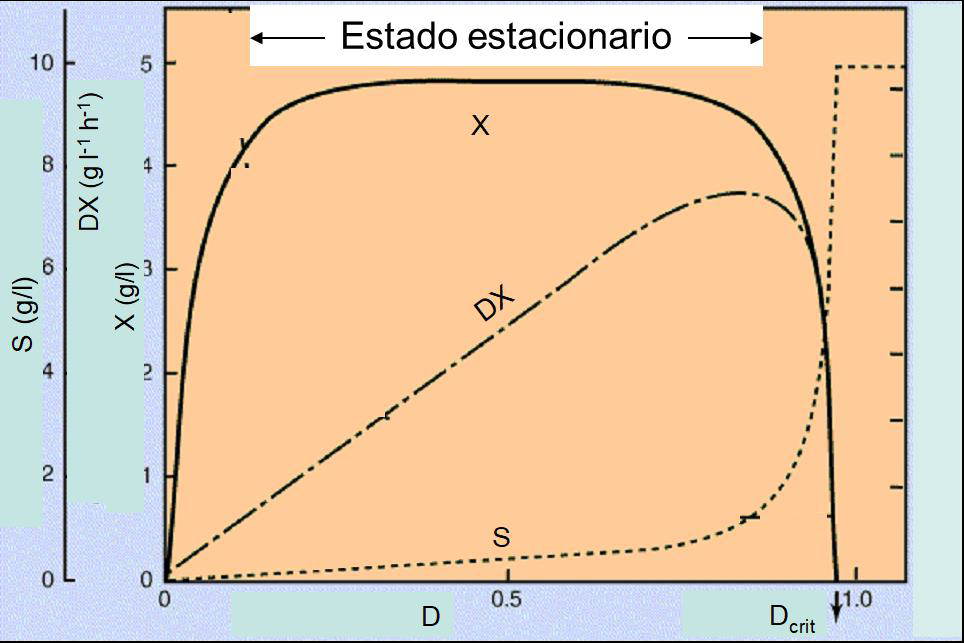 Estado estacionario
10
8
6
4
2
0
S (g/l)
DX (g l⁻¹ h⁻¹)
5
4
3
2
1
0
X (g/l)
X
DX
S
0
0.5
1.0
D
Dcrit